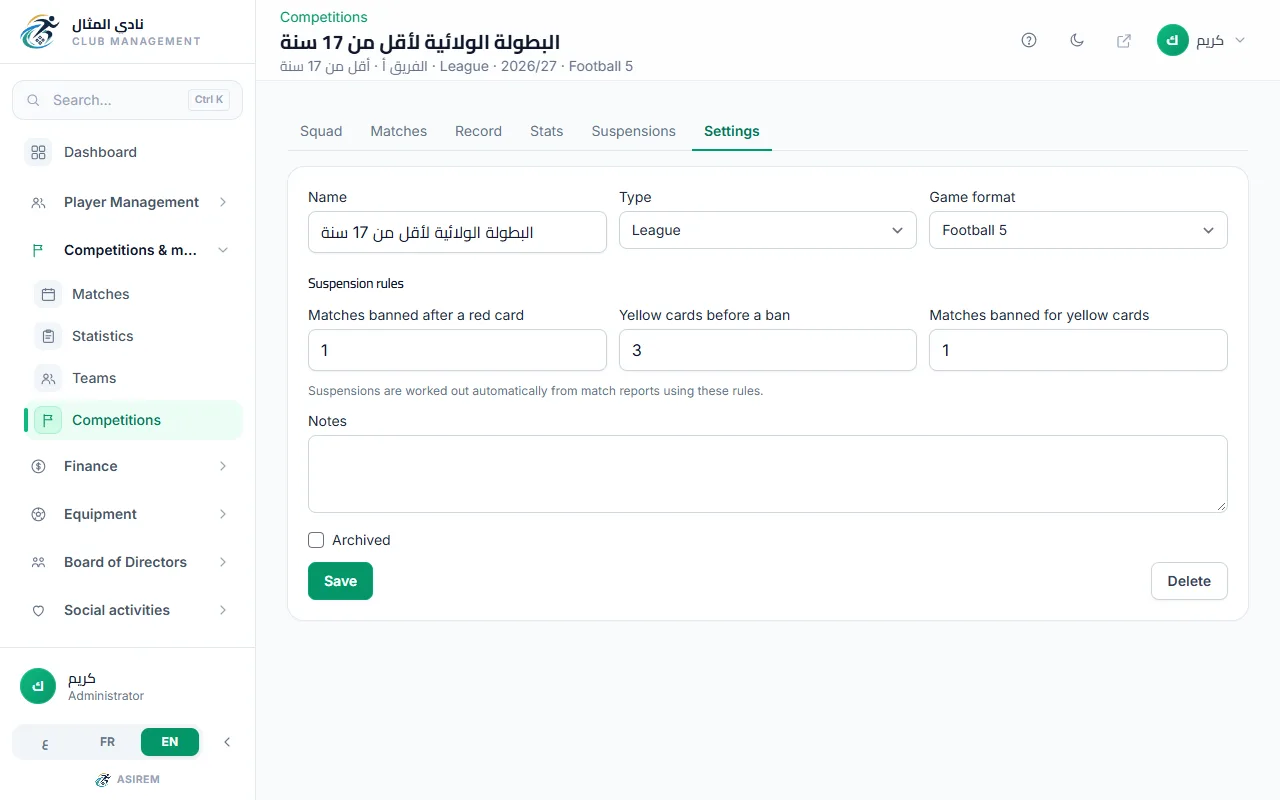 نادي المثال
CLUB MANAGEMENT
Search...
Ctrl K
Dashboard
Player Management
Competitions & m...
Matches
Statistics
Teams
Competitions
Finance
Equipment
Board of Directors
Social activities
ك
كريم
Administrator
ع
FR
EN
ASIREM
Competitions
البطولة الولائية لأقل من 17 سنة
الفريق أ · أقل من 17 سنة · League · 2026/27 · Football 5
ك
كريم
Squad
Matches
Record
Stats
Suspensions
Settings
Name
Type
Game format
البطولة الولائية لأقل من 17 سنة
League
Football 5
Suspension rules
Matches banned after a red card
Yellow cards before a ban
Matches banned for yellow cards
1
3
1
Suspensions are worked out automatically from match reports using these rules.
Notes
Archived
Save
Delete